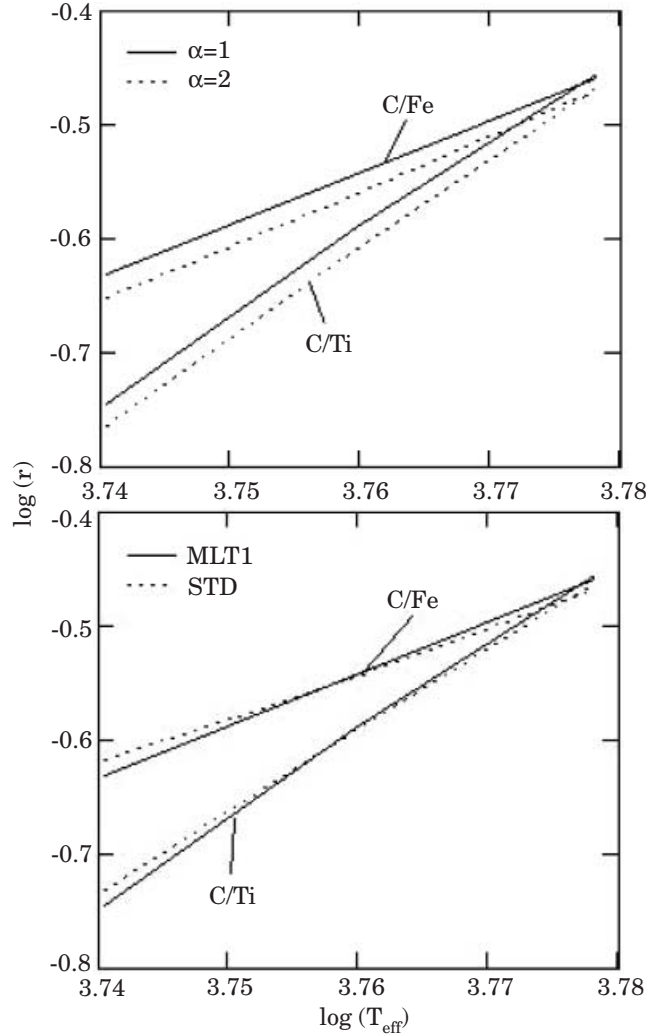 -0.4
α=1
α=2
C/Fe
-0.5
-0.6
C/Ti
-0.7
-0.8
3.74 3.75 3.76 3.77 3.78
log (r)
-0.4
MLT1
STD
C/Fe
-0.5
-0.6
-0.7
C/Ti
-0.8
3.74 3.75 3.76 3.77 3.78
log (T_eff)